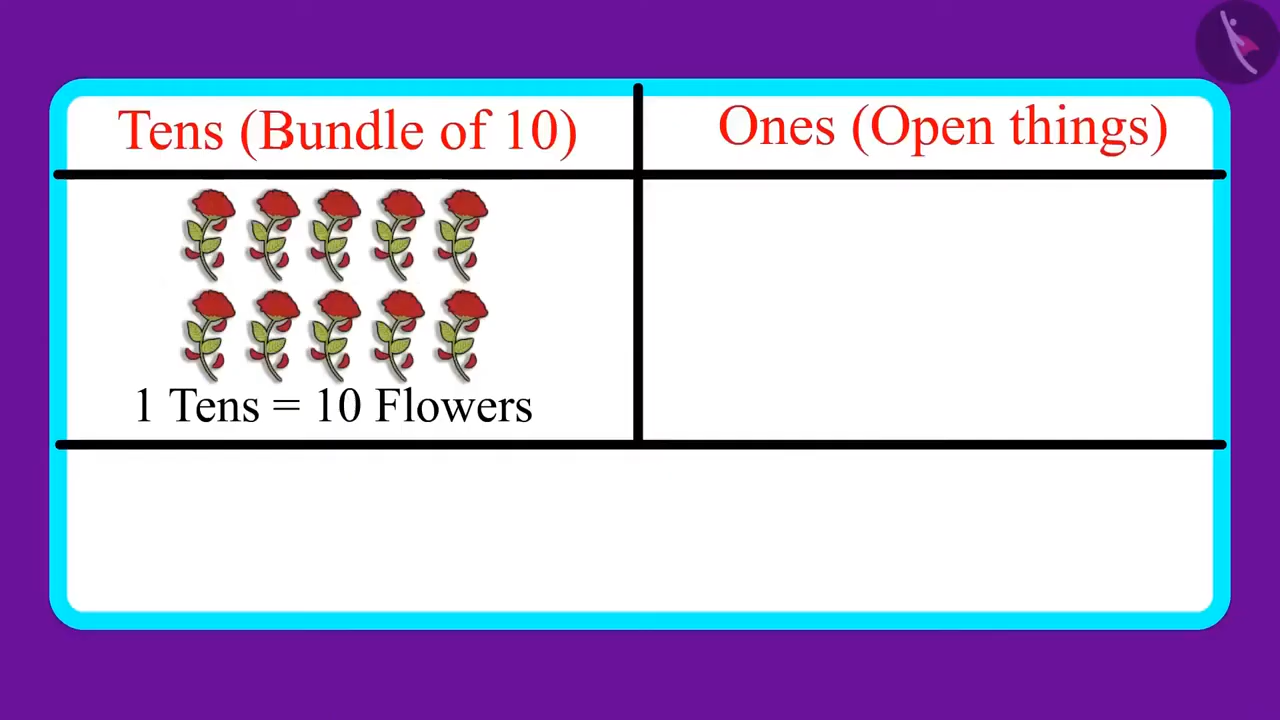 Tens (Bundle of 10)
Ones (Open things)
1 Tens = 10 Flowers